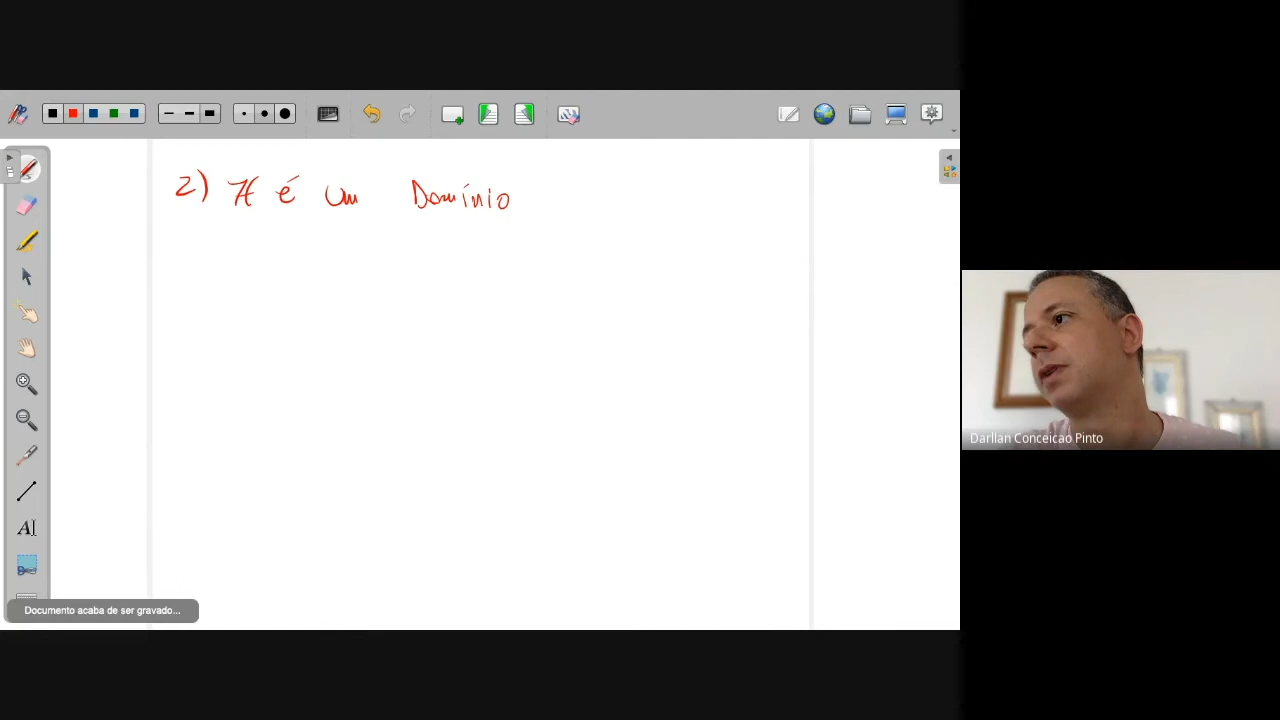 2) H é um Domínio
Darllan Conceicao Pinto
Documento acaba de ser gravado...